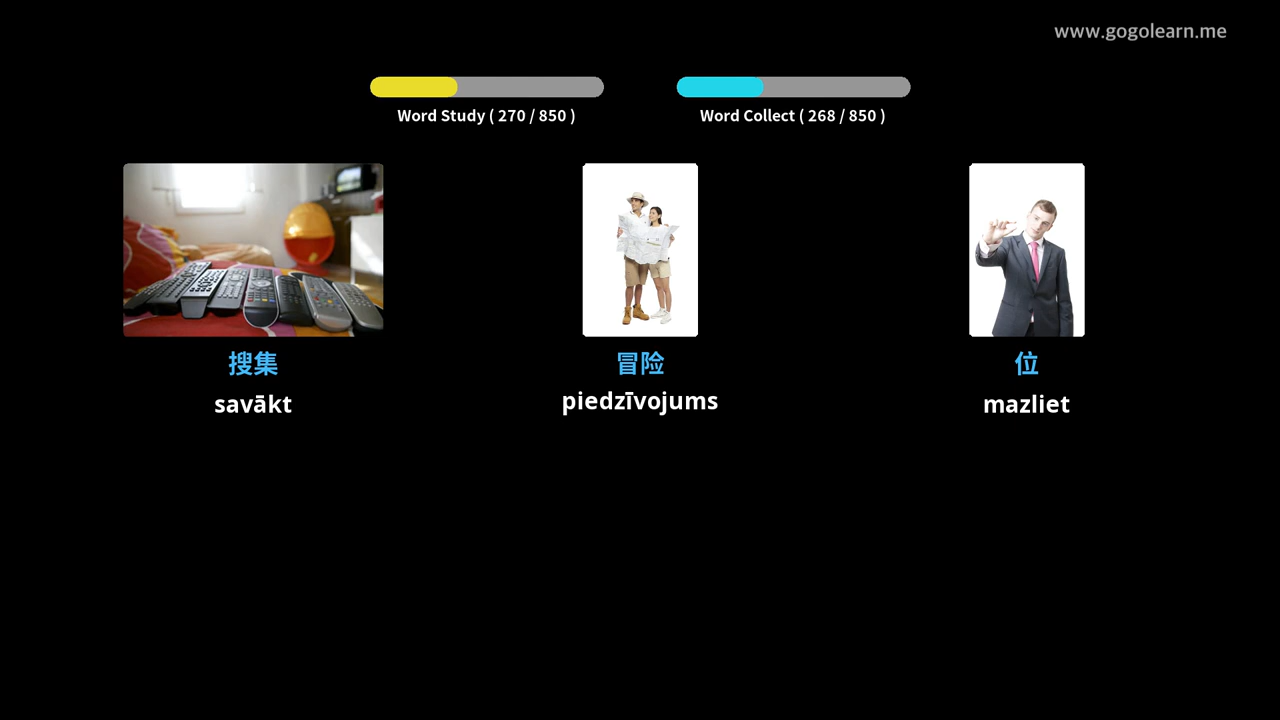 www.gogolearn.me
Word Study ( 270 / 850 )
Word Collect ( 268 / 850 )
搜集
冒险
位
savākt
piedzīvojums
mazliet